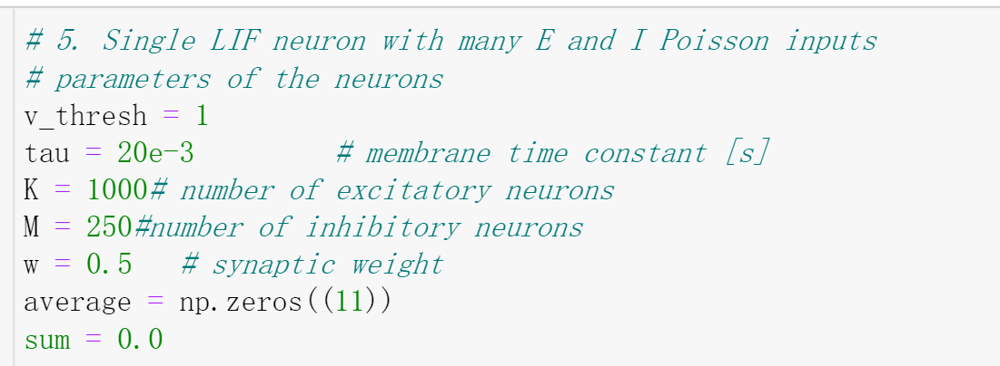 # 5. Single LIF neuron with many E and I Poisson inputs
# parameters of the neurons
v_thresh = 1
tau = 20e-3 # membrane time constant [s]
K = 1000# number of excitatory neurons
M = 250#number of inhibitory neurons
w = 0.5 # synaptic weight
average = np.zeros((11))
sum = 0.0